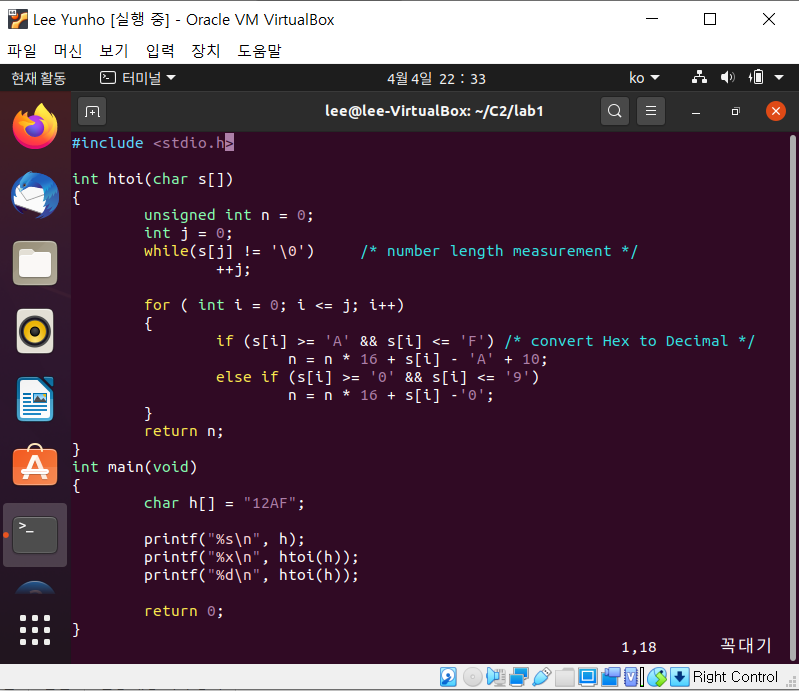 Lee Yunho [실행 중] - Oracle VM VirtualBox
파일 머신 보기 입력 장치 도움말
현재 활동 터미널 4월 4일 22 : 33 ko
lee@lee-VirtualBox: ~/C2/lab1
#include <stdio.h>
int htoi(char s[])
{
unsigned int n = 0;
int j = 0;
while(s[j] != '\0') /* number length measurement */
++j;
for ( int i = 0; i <= j; i++)
{
if (s[i] >= 'A' && s[i] <= 'F') /* convert Hex to Decimal */
n = n * 16 + s[i] - 'A' + 10;
else if (s[i] >= '0' && s[i] <= '9')
n = n * 16 + s[i] -'0';
}
return n;
}
int main(void)
{
char h[] = "12AF";
printf("%s\n", h);
printf("%x\n", htoi(h));
printf("%d\n", htoi(h));
return 0;
}
1,18 꼭대기
Right Control